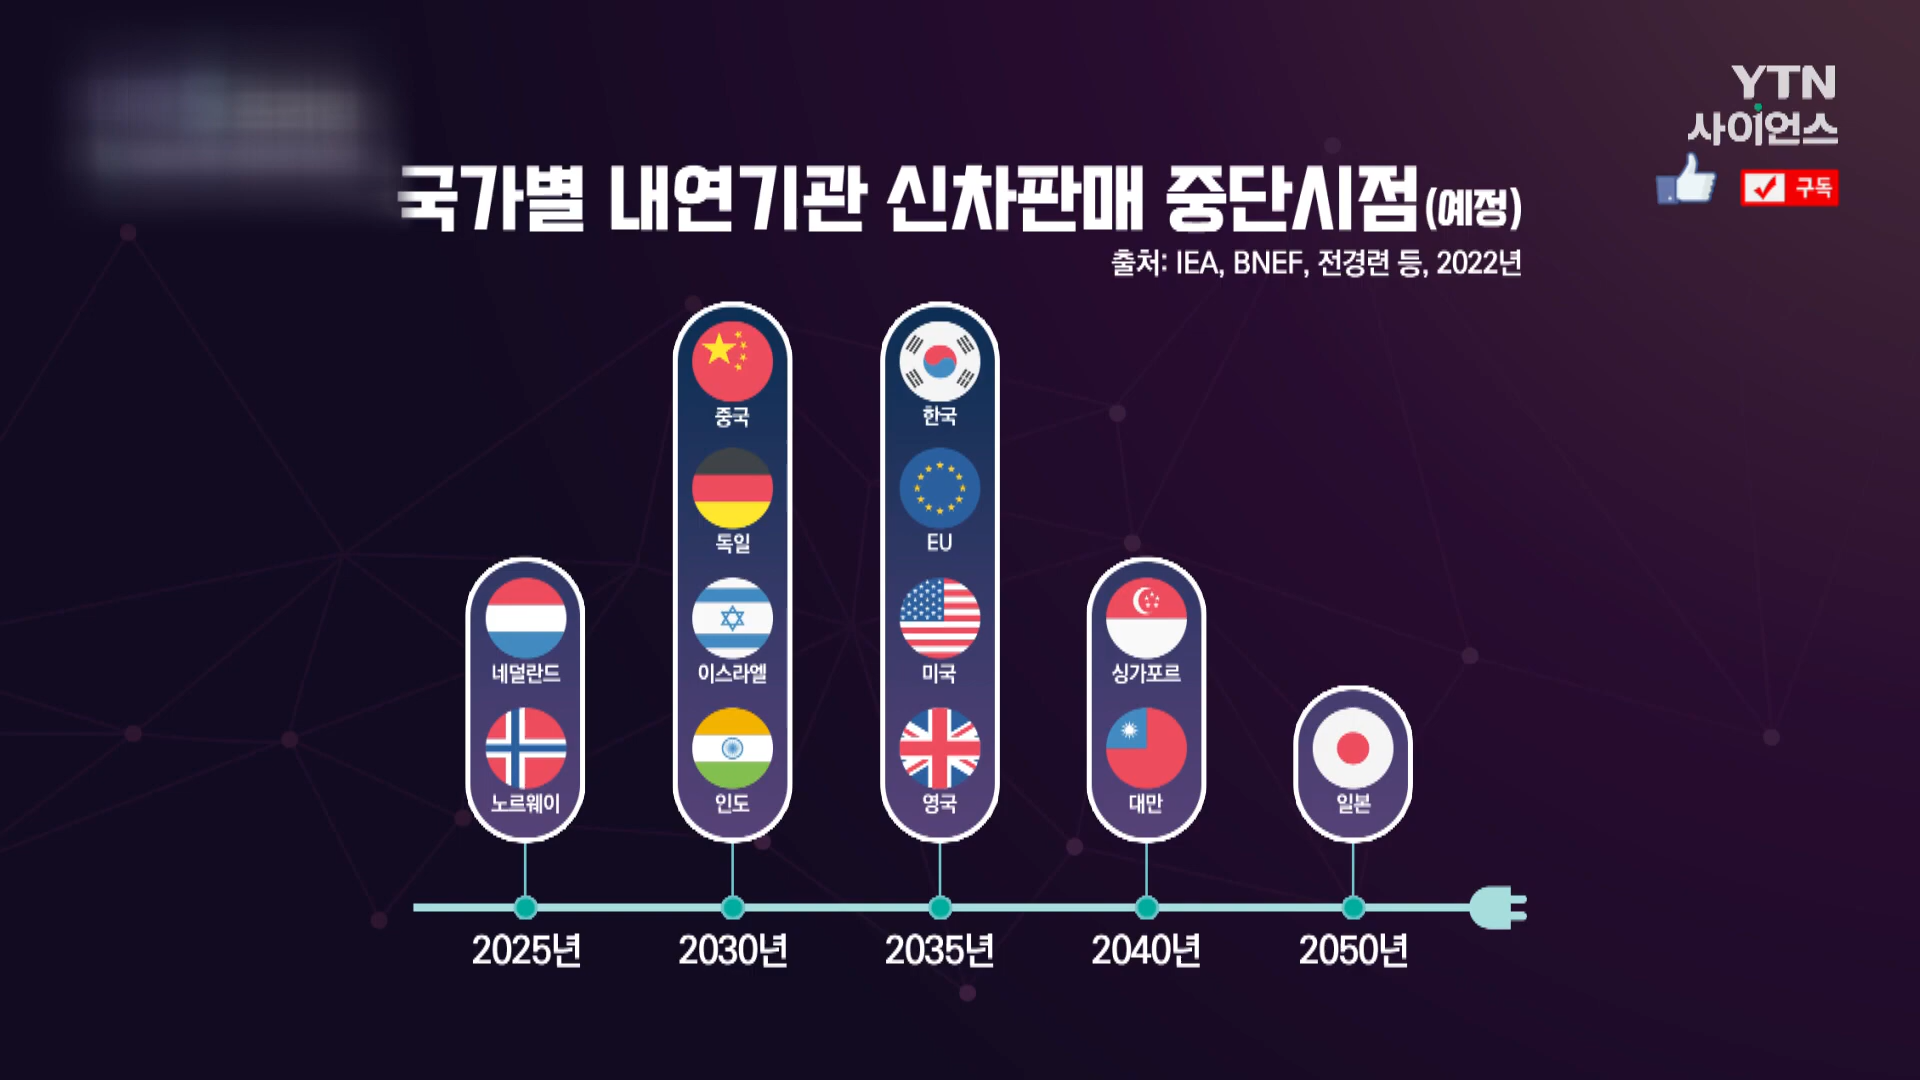 YTN
사이언스
구독
국가별 내연기관 신차판매 중단시점(예정)
출처: IEA, BNEF, 전경련 등, 2022년
네덜란드
노르웨이
2025년
중국
독일
이스라엘
인도
2030년
한국
EU
미국
영국
2035년
싱가포르
대만
2040년
일본
2050년